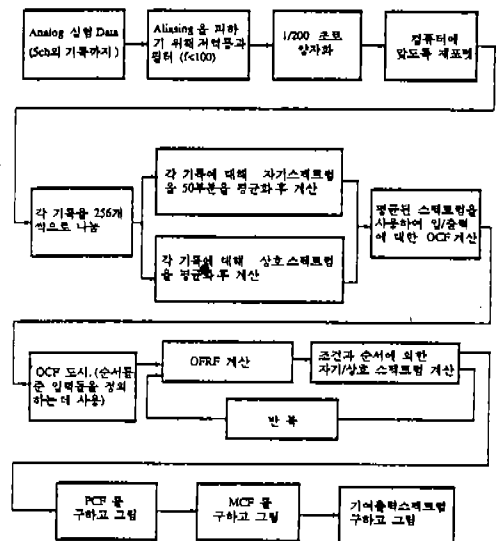 Analog 실험 Data
(5ch의 기록까지)
Aliasing을 피하
기 위해 저역통과
필터 (f<100)
1/200 초로
양자화
컴퓨터에
맞도록 재포맷
각 기록을 256개
씩으로 나눔
각 기록에 대해 자기스펙트럼
을 50부분을 평균화 후 계산
각 기록에 대해 상호 스펙트럼
을 평균화 후 계산
평균된 스펙트럼을
사용하여 입/출력
에 대한 OCF 계산
OCF 도시. (순서를
준 입력들을 정의
하는 데 사용)
OFRF 계산
조건과 순서에 의한
자기/상호 스펙트럼 계산
반 복
PCF 를
구하고 그림
MCF 를
구하고 그림
기여출력스펙트럼
구하고 그림